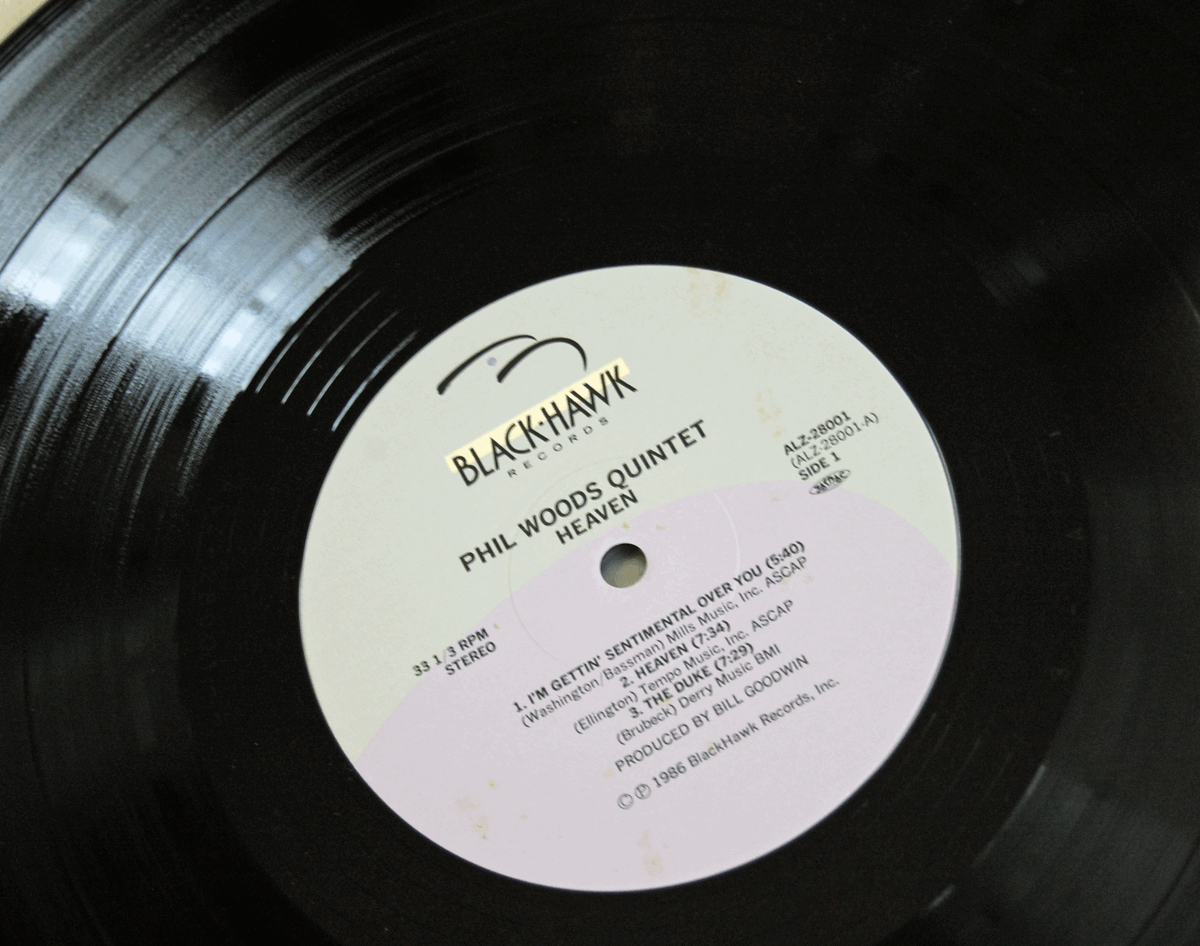 BLACK·HAWK
RECORDS
PHIL WOODS QUINTET
HEAVEN
ALZ-28001
(ALZ-28001-A)
SIDE 1
33 1/3 RPM
STEREO
1. I'M GETTIN' SENTIMENTAL OVER YOU (5:40)
(Washington/Bassman) Mills Music, Inc. ASCAP
2. HEAVEN (7:34)
(Ellington) Tempo Music, Inc. ASCAP
3. THE DUKE (7:29)
(Brubeck) Derry Music BMI
PRODUCED BY BILL GOODWIN
© ℗ 1986 BlackHawk Records, Inc.